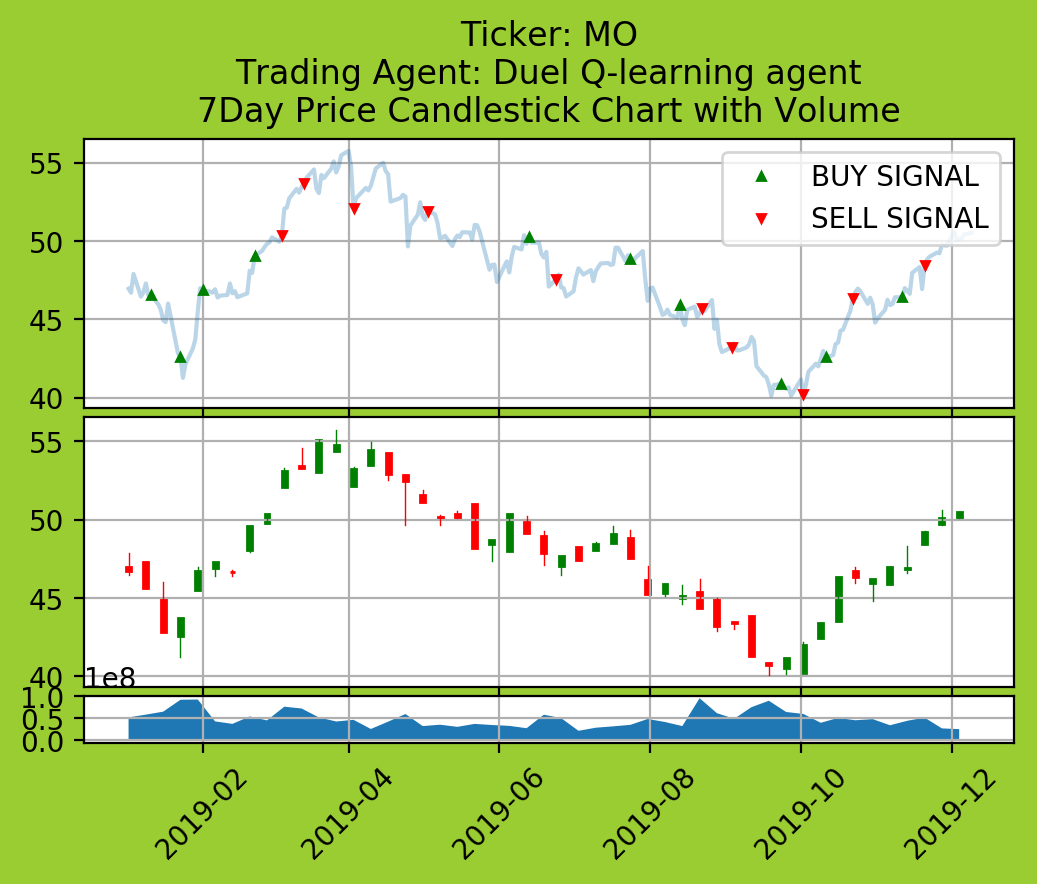 Ticker: MO
Trading Agent: Duel Q-learning agent
7Day Price Candlestick Chart with Volume
55
50
45
40
BUY SIGNAL
SELL SIGNAL
55
50
45
40
1e8
1.0
0.5
0.0
2019-02
2019-04
2019-06
2019-08
2019-10
2019-12